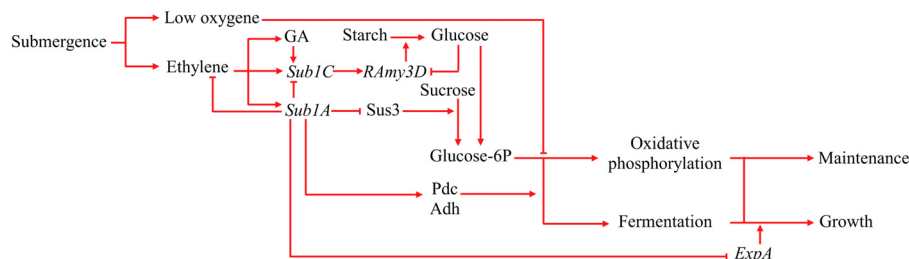 Low oxygene
Submergence
GA
Starch
Glucose
Ethylene
Sub1C
RAmy3D
Sucrose
Sub1A
Sus3
Oxidative
phosphorylation
Glucose-6P
Maintenance
Pdc
Adh
Fermentation
Growth
ExpA